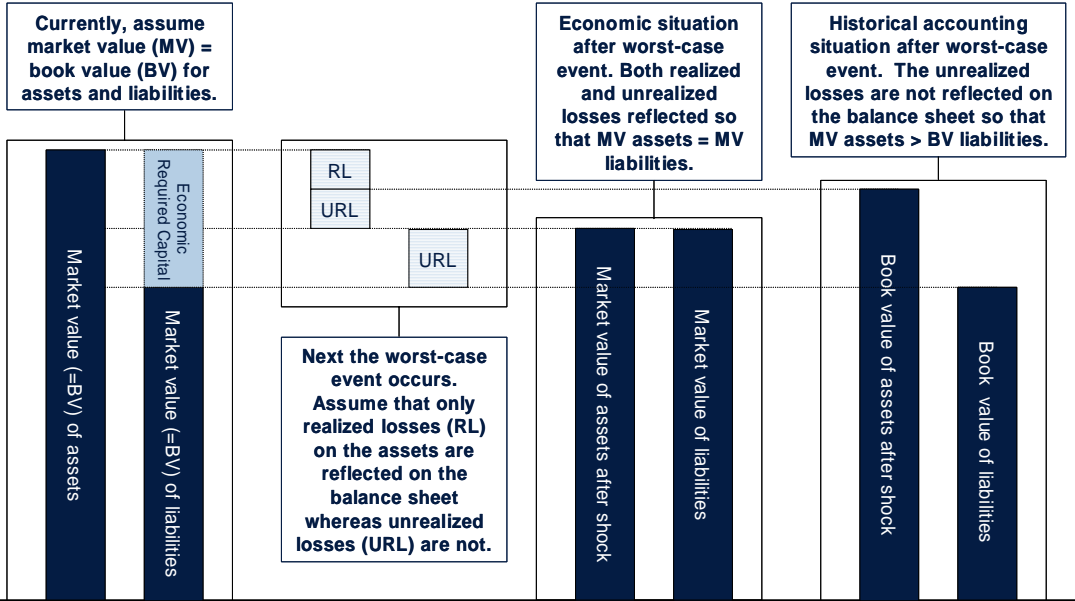 Currently, assume
market value (MV) =
book value (BV) for
assets and liabilities.
Economic situation
after worst-case
event. Both realized
and unrealized
losses reflected so
that MV assets = MV
liabilities.
Historical accounting
situation after worst-case
event.  The unrealized
losses are not reflected on
the balance sheet so that
MV assets > BV liabilities.
Market value (=BV) of assets
Economic
Required Capital
Market value (=BV) of liabilities
RL
URL
URL
Next the worst-case
event occurs.
Assume that only
realized losses (RL)
on the assets are
reflected on the
balance sheet
whereas unrealized
losses (URL) are not.
Market value of assets after shock
Market value of liabilities
Book value of assets after shock
Book  value of liabilities